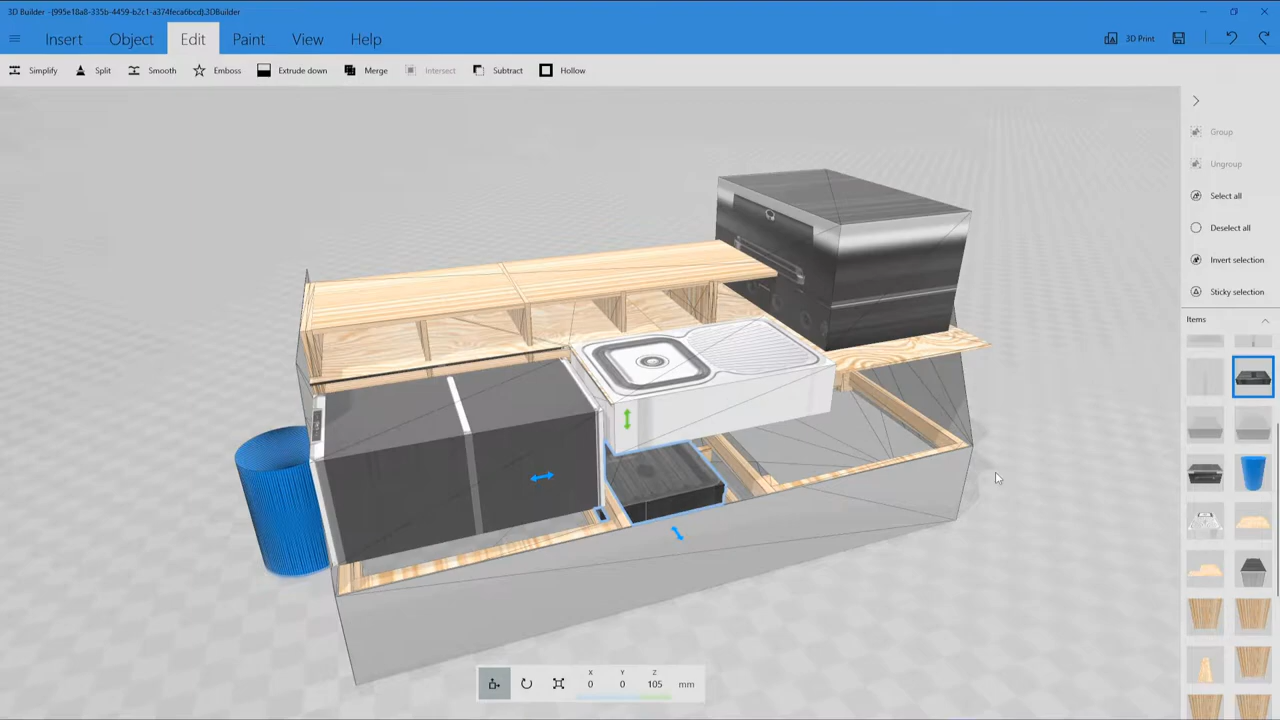 3D Builder -(995e18a8-335b-4459-b2c1-a374feca6bcd).3DBuilder
Insert Object Edit Paint View Help
3D Print
Simplify Split Smooth Emboss Extrude down Merge Intersect Subtract Hollow
Group
Ungroup
Select all
Deselect all
Invert selection
Sticky selection
Items
X Y Z
0 0 105 mm